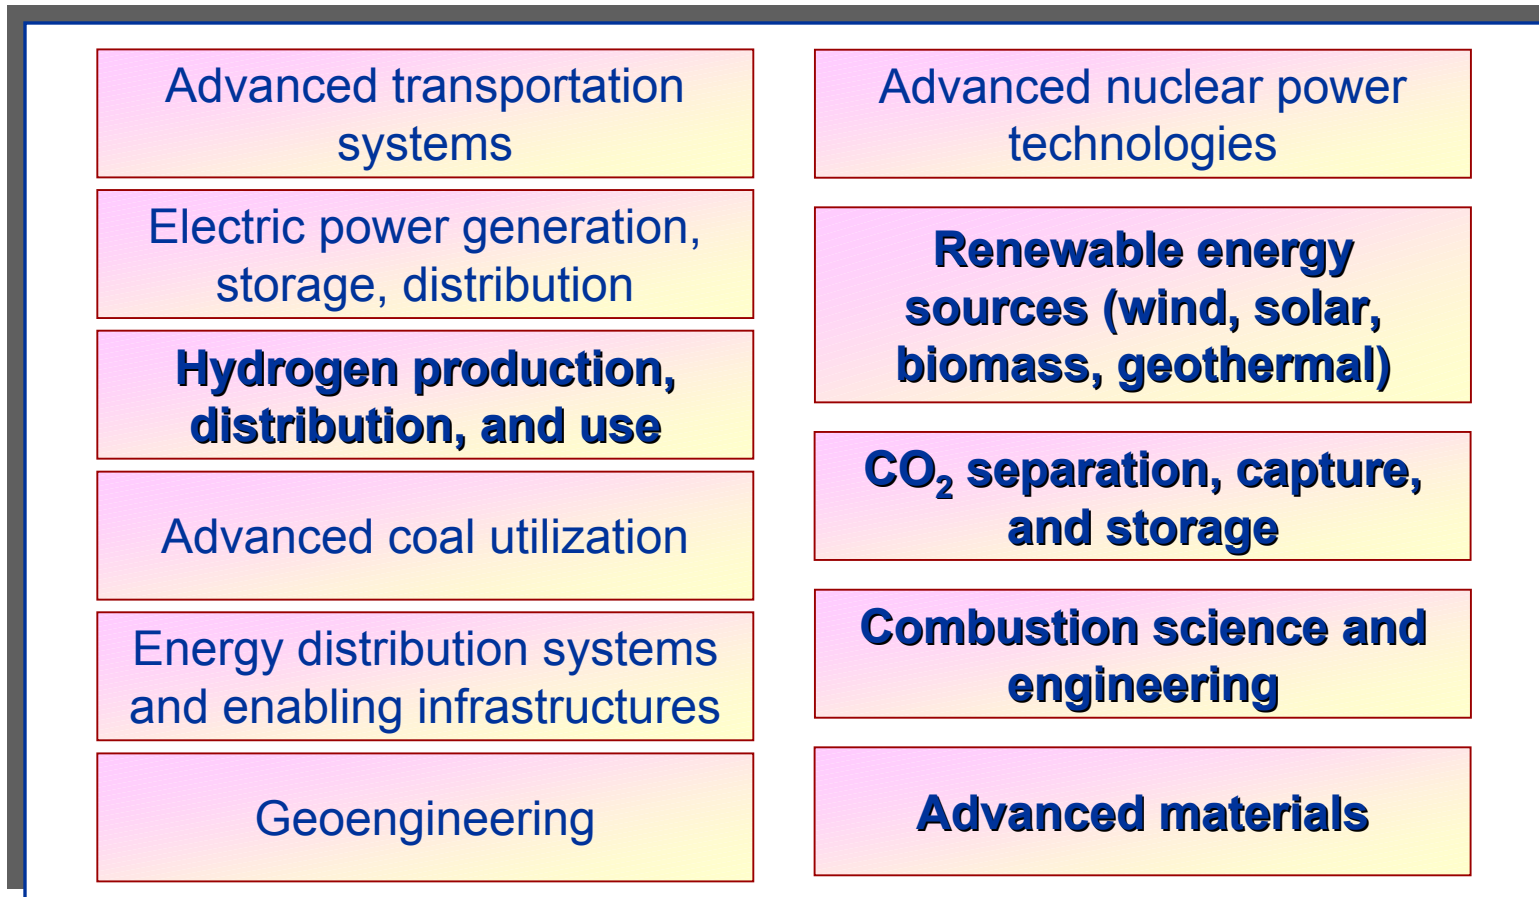 Advanced transportation
systems
Electric power generation,
storage, distribution
Hydrogen production,
distribution, and use
Advanced coal utilization
Energy distribution systems
and enabling infrastructures
Geoengineering
Advanced nuclear power
technologies
Renewable energy
sources (wind, solar,
biomass, geothermal)
CO₂ separation, capture,
and storage
Combustion science and
engineering
Advanced materials